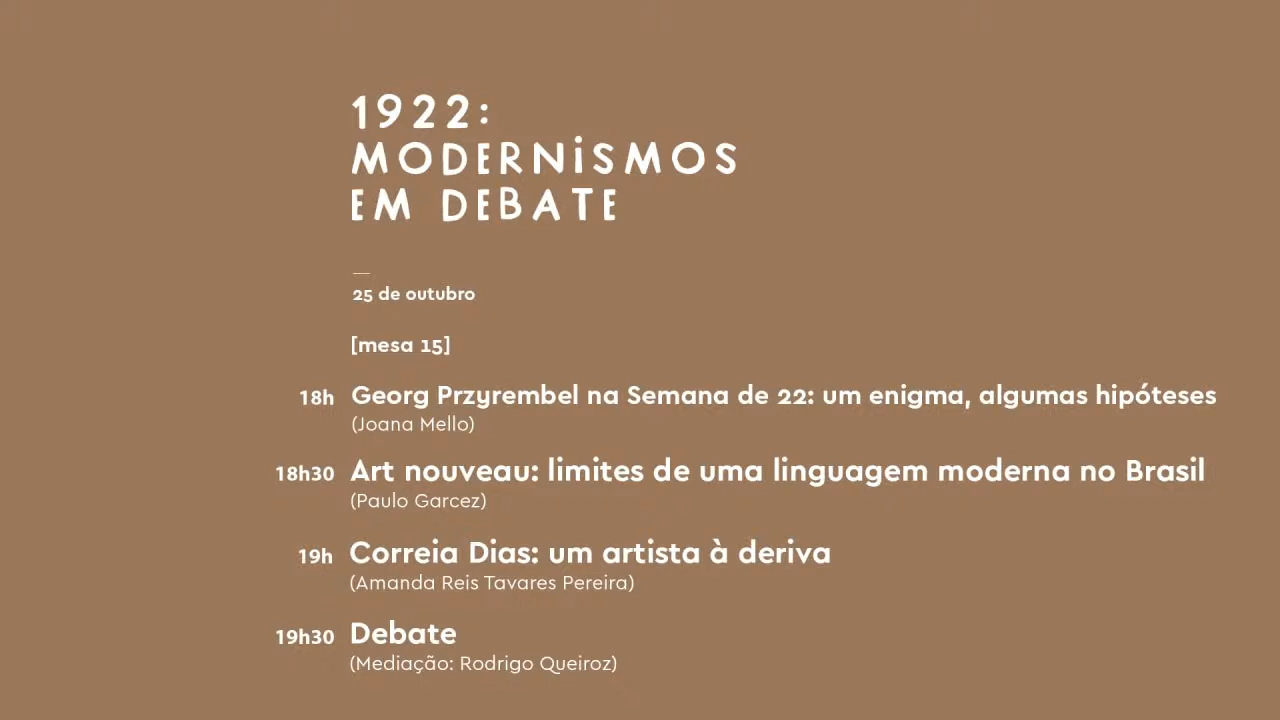 1922:
MODERNiSMOS
EM DEBATE
25 de outubro
[mesa 15]
18h Georg Przyrembel na Semana de 22: um enigma, algumas hipóteses
(Joana Mello)
18h30 Art nouveau: limites de uma linguagem moderna no Brasil
(Paulo Garcez)
19h Correia Dias: um artista à deriva
(Amanda Reis Tavares Pereira)
19h30 Debate
(Mediação: Rodrigo Queiroz)